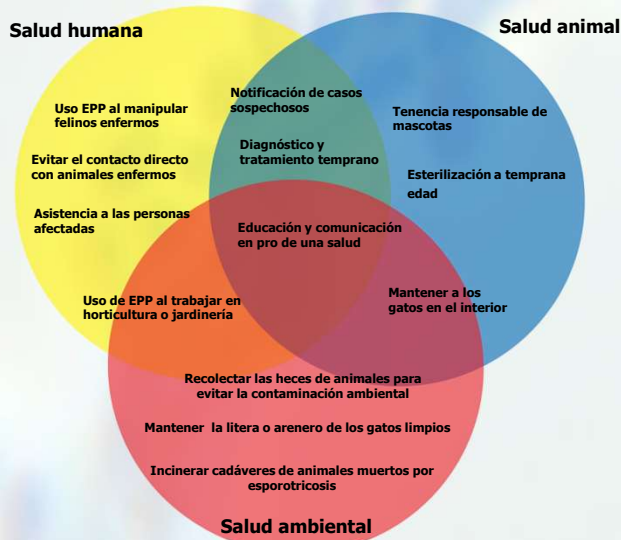 Salud humana
Salud animal
Notificación de casos
sospechosos
Uso EPP al manipular
felinos enfermos
Tenencia responsable de
mascotas
Diagnóstico y
tratamiento temprano
Evitar el contacto directo
con animales enfermos
Esterilización a temprana
edad
Asistencia a las personas
afectadas
Educación y comunicación
en pro de una salud
Uso de EPP al trabajar en
horticultura o jardinería
Mantener a los
gatos en el interior
Recolectar las heces de animales para
evitar la contaminación ambiental
Mantener la litera o arenero de los gatos limpios
Incinerar cadáveres de animales muertos por
esporotricosis
Salud ambiental